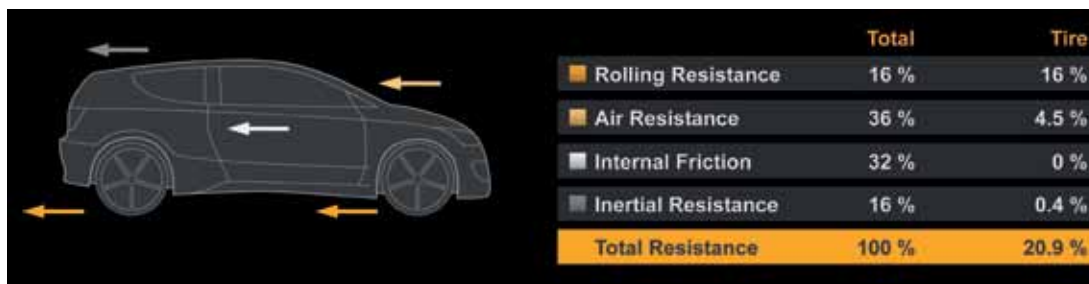 Total Tire
Rolling Resistance 16 % 16 %
Air Resistance 36 % 4.5 %
Internal Friction 32 % 0 %
Inertial Resistance 16 % 0.4 %
Total Resistance 100 % 20.9 %